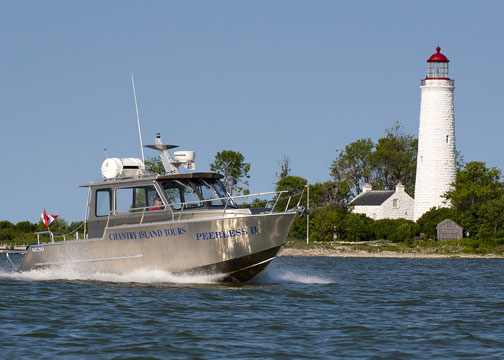 CHANTRY ISLAND TOURS
PEERLESS II